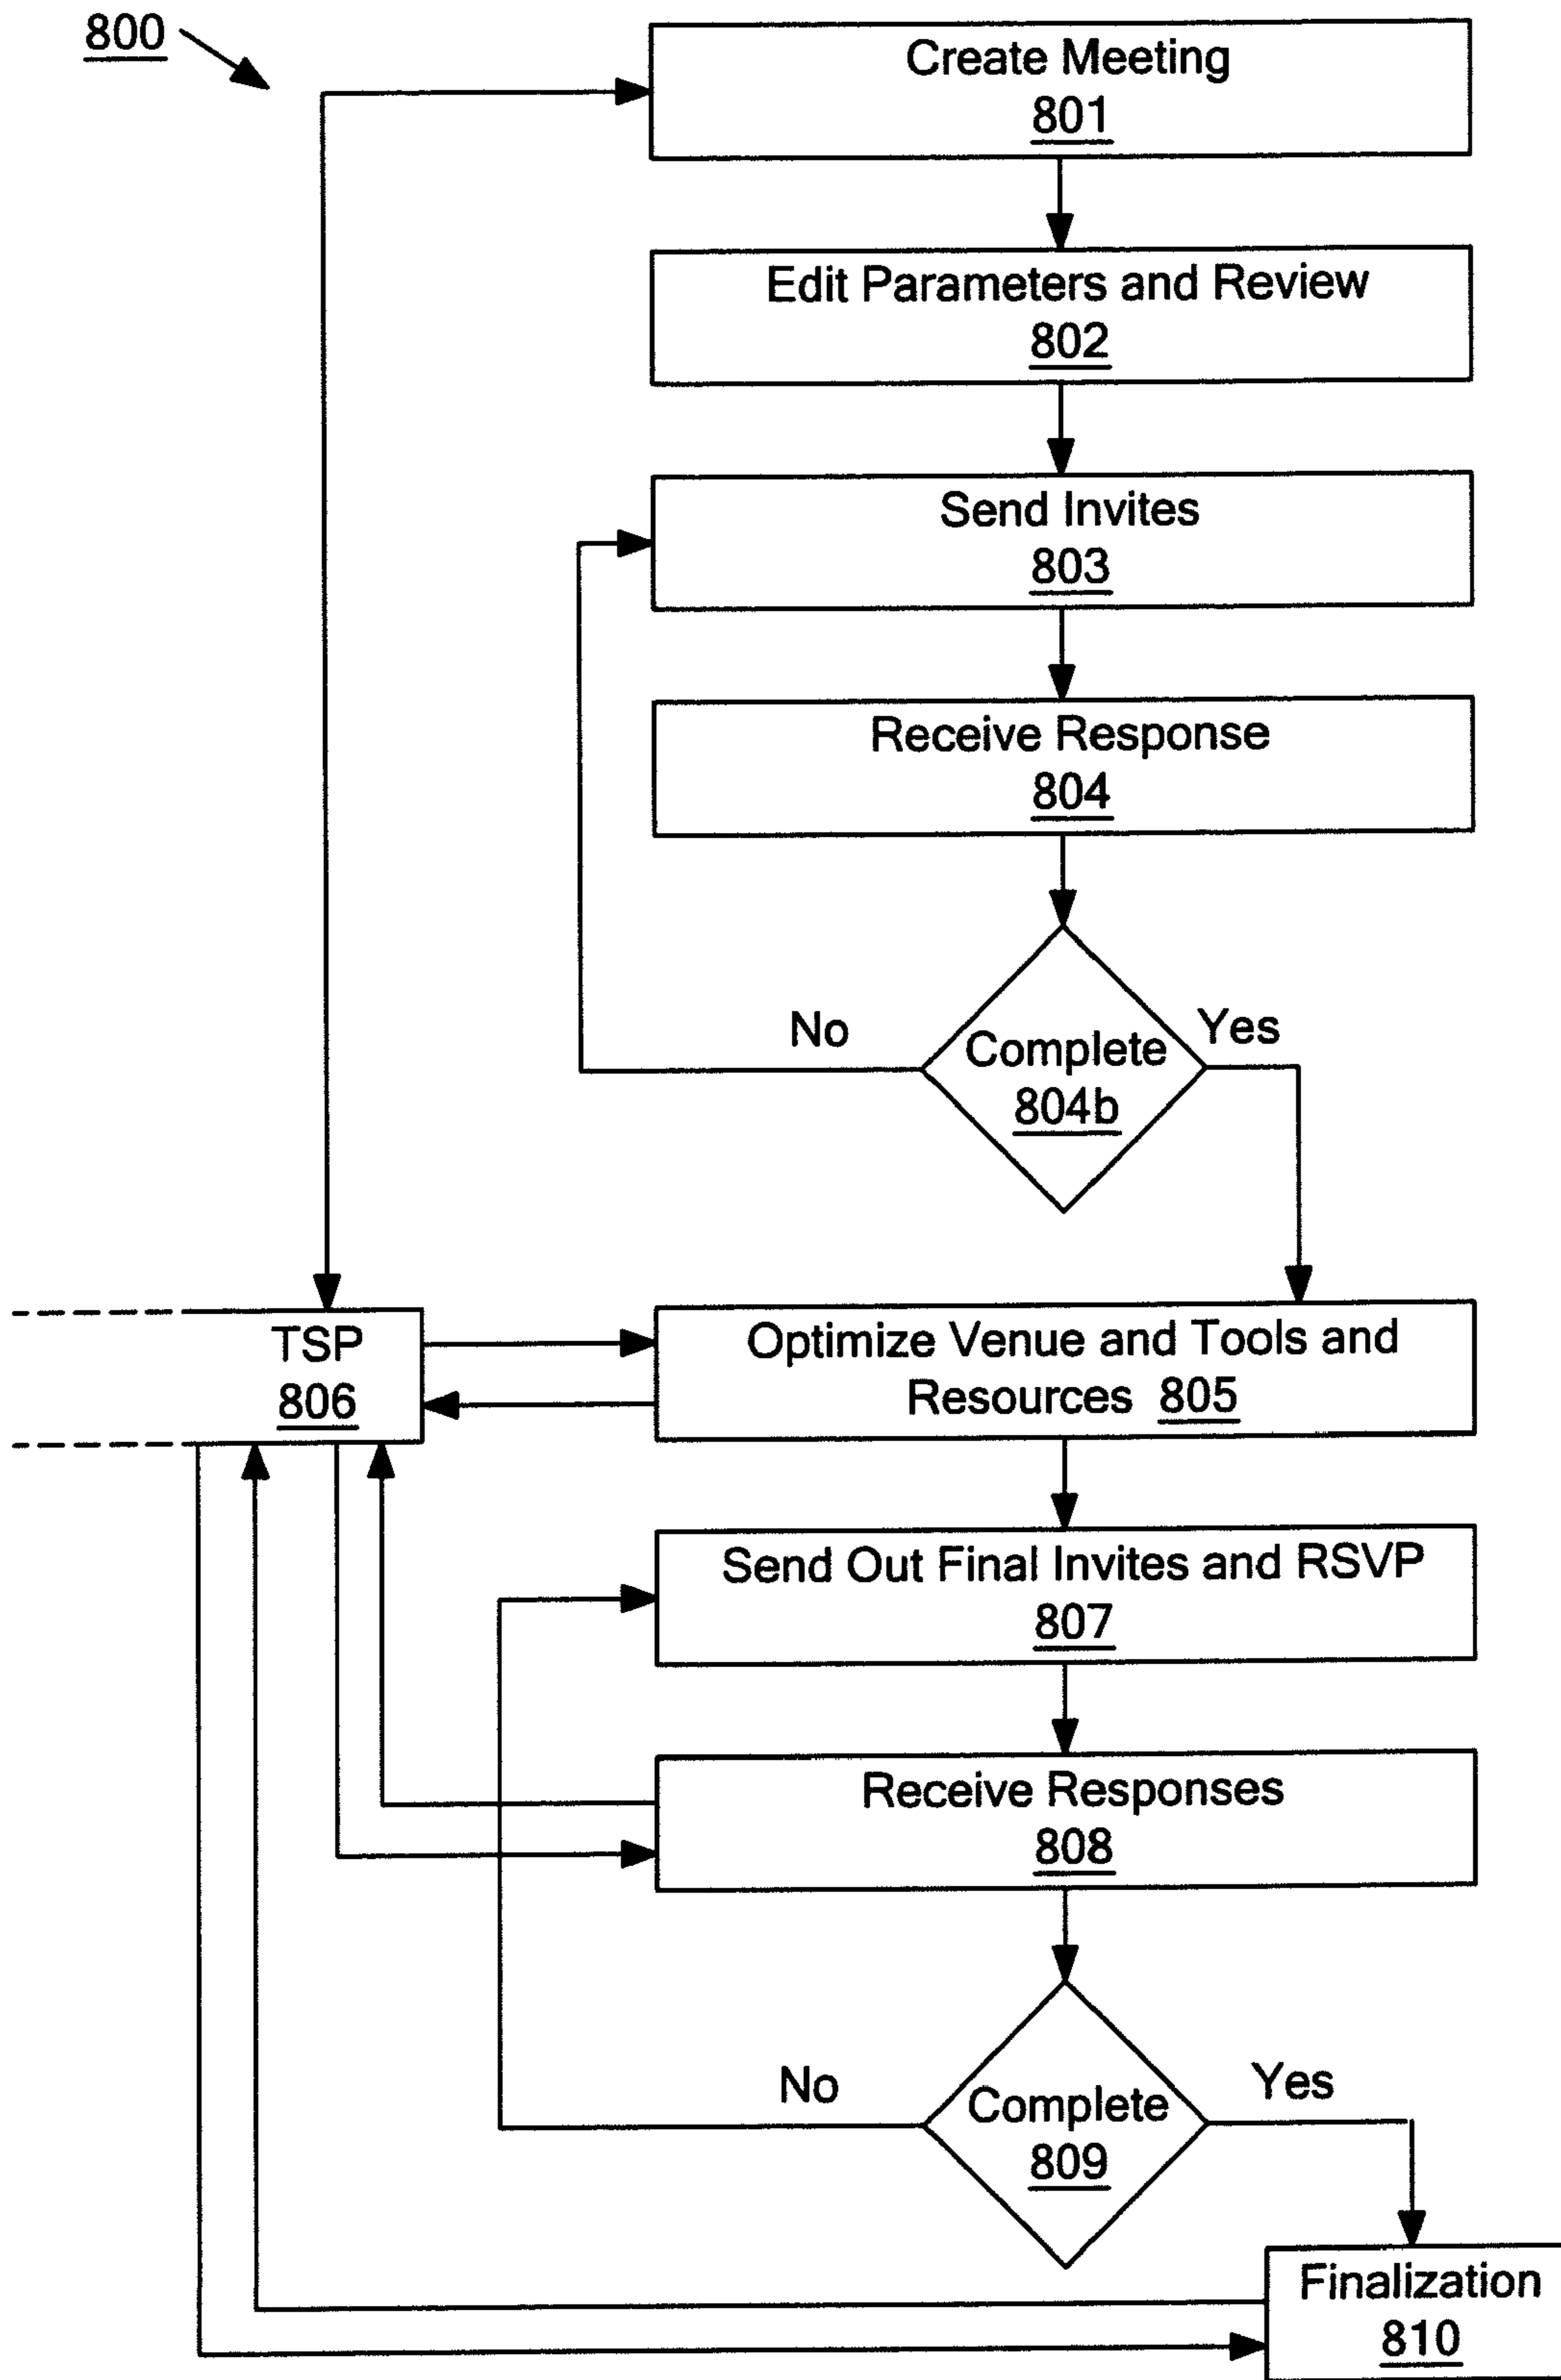 800
Create Meeting
801
Edit Parameters and Review
802
Send Invites
803
Receive Response
804
No
Yes
Complete
804b
TSP
806
Optimize Venue and Tools and
Resources 805
Send Out Final Invites and RSVP
807
Receive Responses
808
No
Yes
Complete
809
Finalization
810